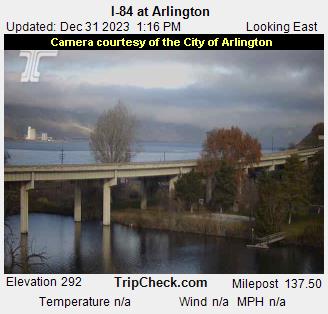 I-84 at Arlington
Updated: Dec 31 2023 1:16 PM Looking East
Camera courtesy of the City of Arlington
Elevation 292 TripCheck.com Milepost 137.50
Temperature n/a Wind n/a MPH n/a